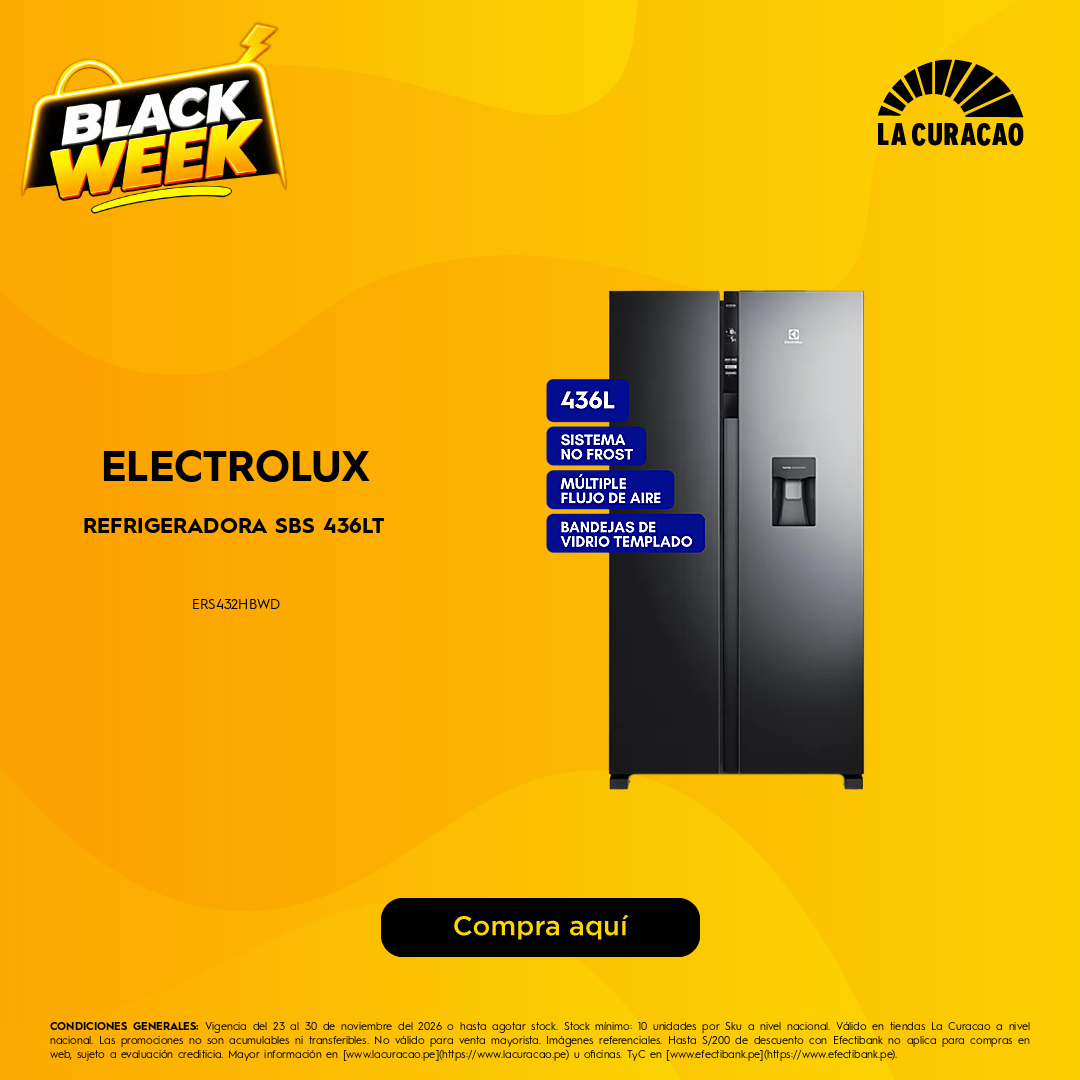 BLACK
WEEK
LA CURACAO
ELECTROLUX
REFRIGERADORA SBS 436LT
ERS432HBWD
436L
SISTEMA
NO FROST
MÚLTIPLE
FLUJO DE AIRE
BANDEJAS DE
VIDRIO TEMPLADO
Electrolux
Compra aquí
CONDICIONES GENERALES: Vigencia del 23 al 30 de noviembre del 2026 o hasta agotar stock. Stock mínimo: 10 unidades por Sku a nivel nacional. Válido en tiendas La Curacao a nivel
nacional. Las promociones no son acumulables ni transferibles. No válido para venta mayorista. Imágenes referenciales. Hasta S/200 de descuento con Efectibank no aplica para compras en
web, sujeto a evaluación crediticia. Mayor información en [www.lacuracao.pe](https://www.lacuracao.pe) u oficinas. TyC en [www.efectibank.pe](https://www.efectibank.pe).